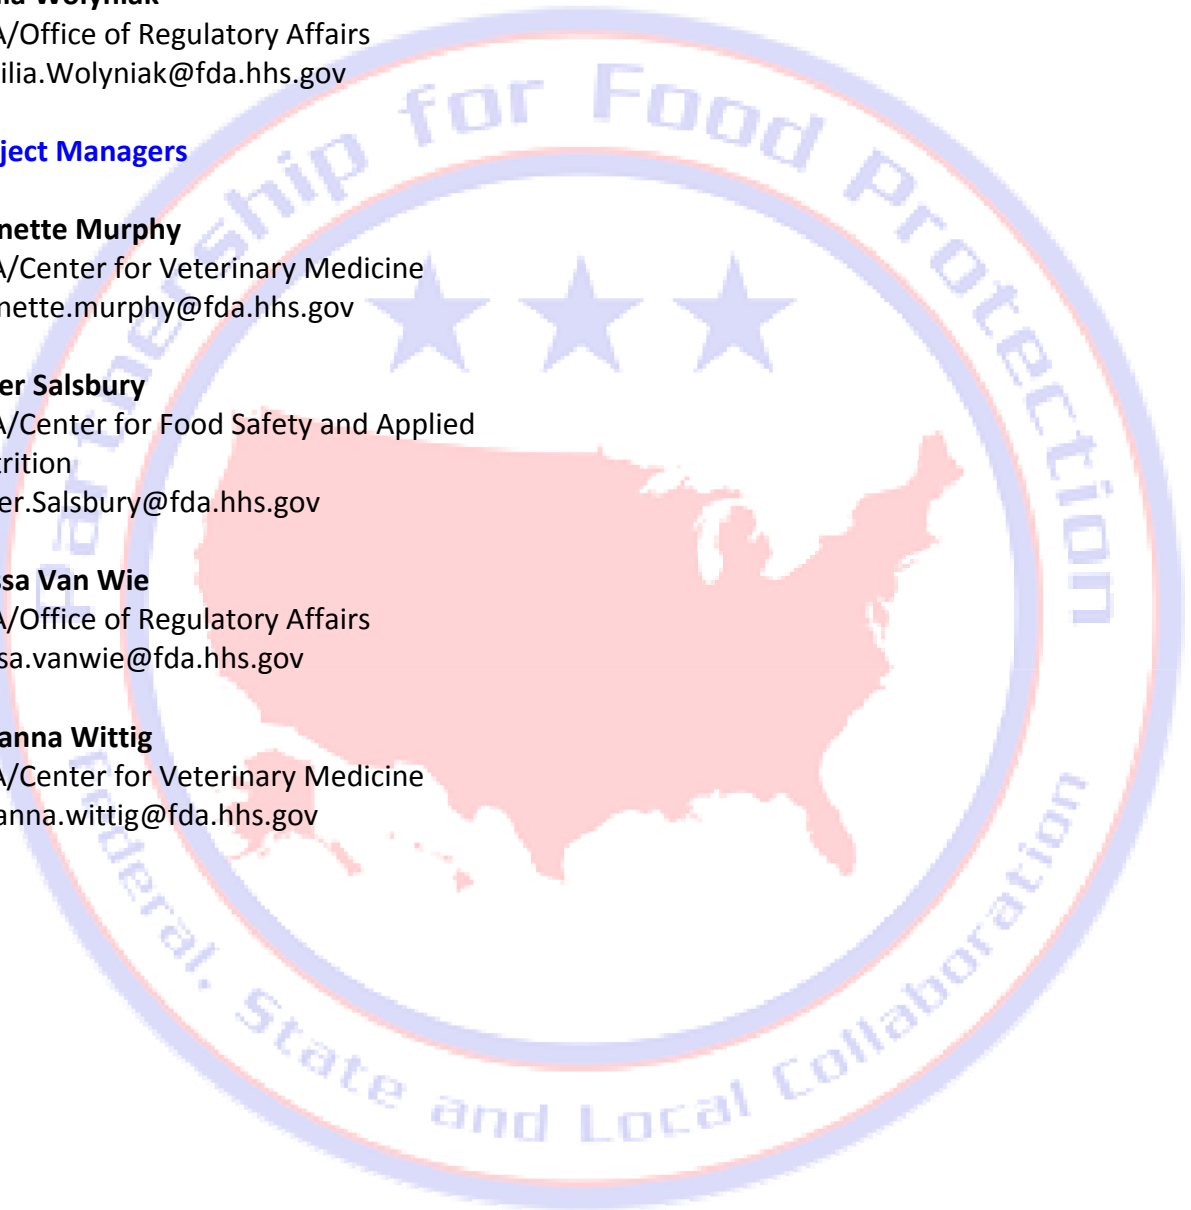 A/Office of Regulatory Affairs
ilia.Wolyniak@fda.hhs.gov
ject Managers
nette Murphy
A/Center for Veterinary Medicine
nette.murphy@fda.hhs.gov
er Salsbury
A/Center for Food Safety and Applied
trition
er.Salsbury@fda.hhs.gov
ssa Van Wie
A/Office of Regulatory Affairs
sa.vanwie@fda.hhs.gov
anna Wittig
A/Center for Veterinary Medicine
anna.wittig@fda.hhs.gov
Partnership for Food Protection
Federal, State and Local Collaboration